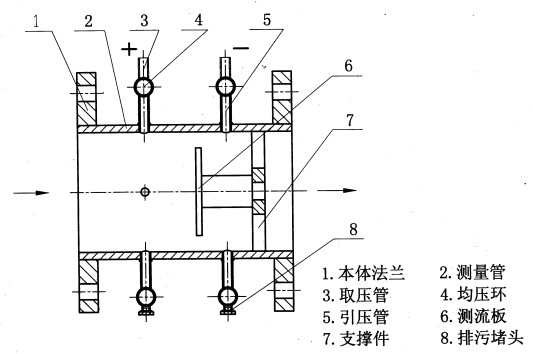 1 2 3 4 5 6
+ −
7
8
1.本体法兰 2.测量管
3.取压管 4.均压环
5.引压管 6.测流板
7.支撑件 8.排污堵头